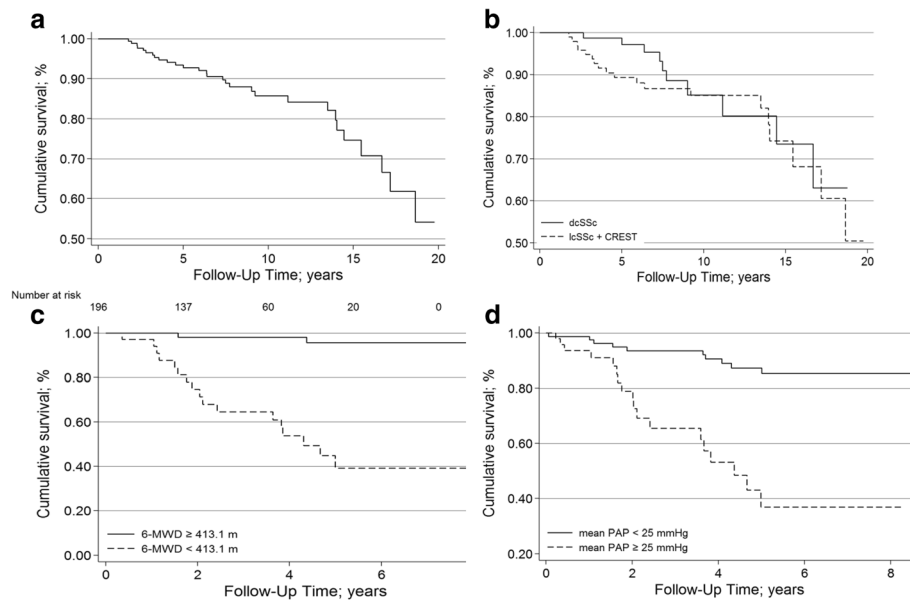 a
1.00
0.90
0.80
0.70
0.60
0.50
Cumulative survival; %
0 5 10 15 20
Follow-Up Time; years
Number at risk
196 137 60 20 0
b
1.00
0.90
0.80
0.70
0.60
0.50
Cumulative survival; %
dcSSc
lcSSc + CREST
0 5 10 15 20
Follow-Up Time; years
c
1.00
0.80
0.60
0.40
0.20
0.00
Cumulative survival; %
6-MWD ≥ 413.1 m
6-MWD < 413.1 m
0 2 4 6
Follow-Up Time; years
d
1.00
0.80
0.60
0.40
0.20
Cumulative survival; %
mean PAP < 25 mmHg
mean PAP ≥ 25 mmHg
0 2 4 6 8
Follow-Up Time; years